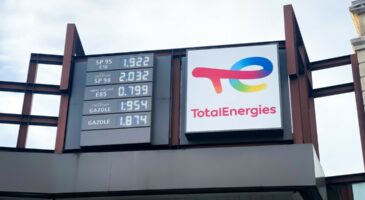 SP 95
E10
1.922
SP 98
2.032
E85
0.799
GAZOLE
1.954
GAZOLE
1.874
TotalEnergies